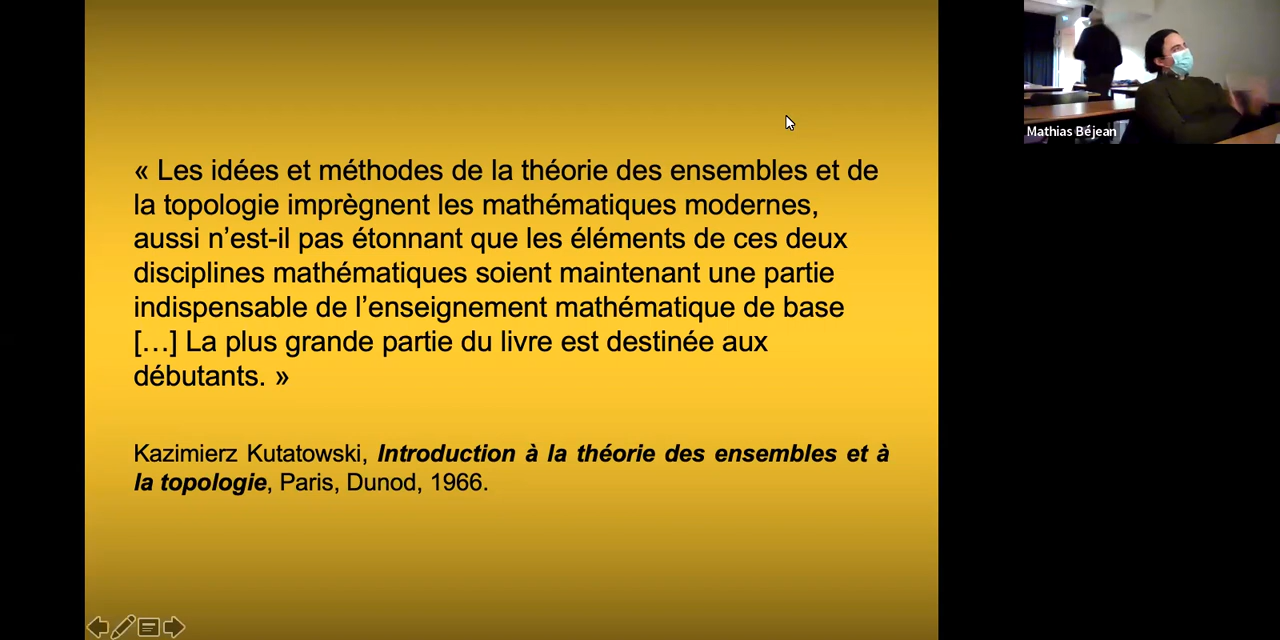 « Les idées et méthodes de la théorie des ensembles et de
la topologie imprègnent les mathématiques modernes,
aussi n’est-il pas étonnant que les éléments de ces deux
disciplines mathématiques soient maintenant une partie
indispensable de l’enseignement mathématique de base
[…] La plus grande partie du livre est destinée aux
débutants. »
Kazimierz Kutatowski, Introduction à la théorie des ensembles et à
la topologie, Paris, Dunod, 1966.
Mathias Béjean